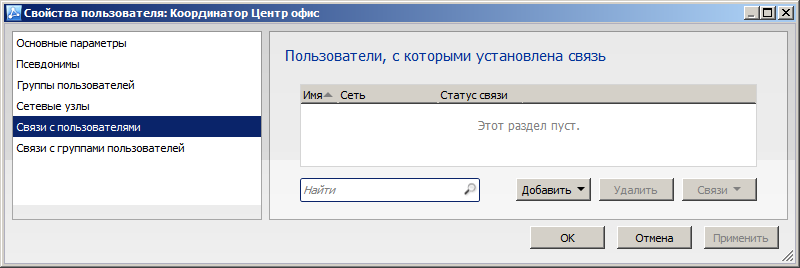 Свойства пользователя: Координатор Центр офис
Основные параметры
Псевдонимы
Группы пользователей
Сетевые узлы
Связи с пользователями
Связи с группами пользователей
Пользователи, с которыми установлена связь
Имя Сеть Статус связи
Этот раздел пуст.
Найти Добавить Удалить Связи
OK Отмена Применить